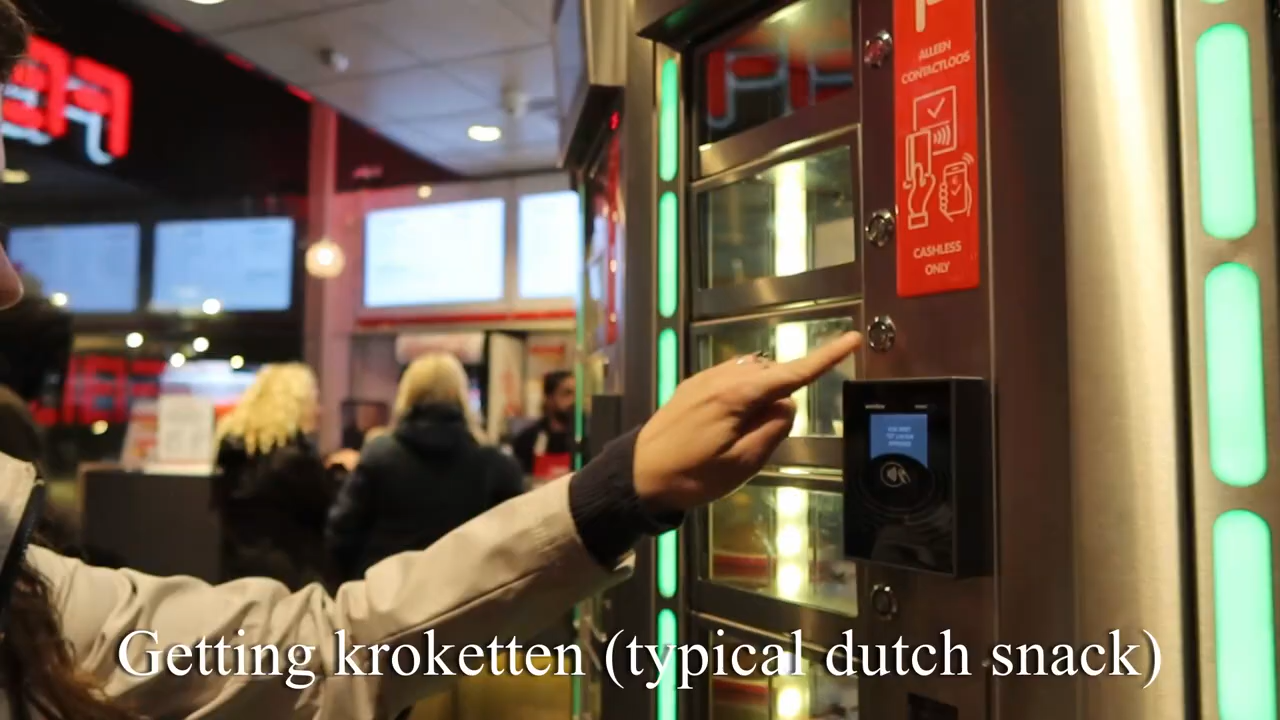 ALLEEN
CONTACTLOOS
CASHLESS
ONLY
Getting kroketten (typical dutch snack)